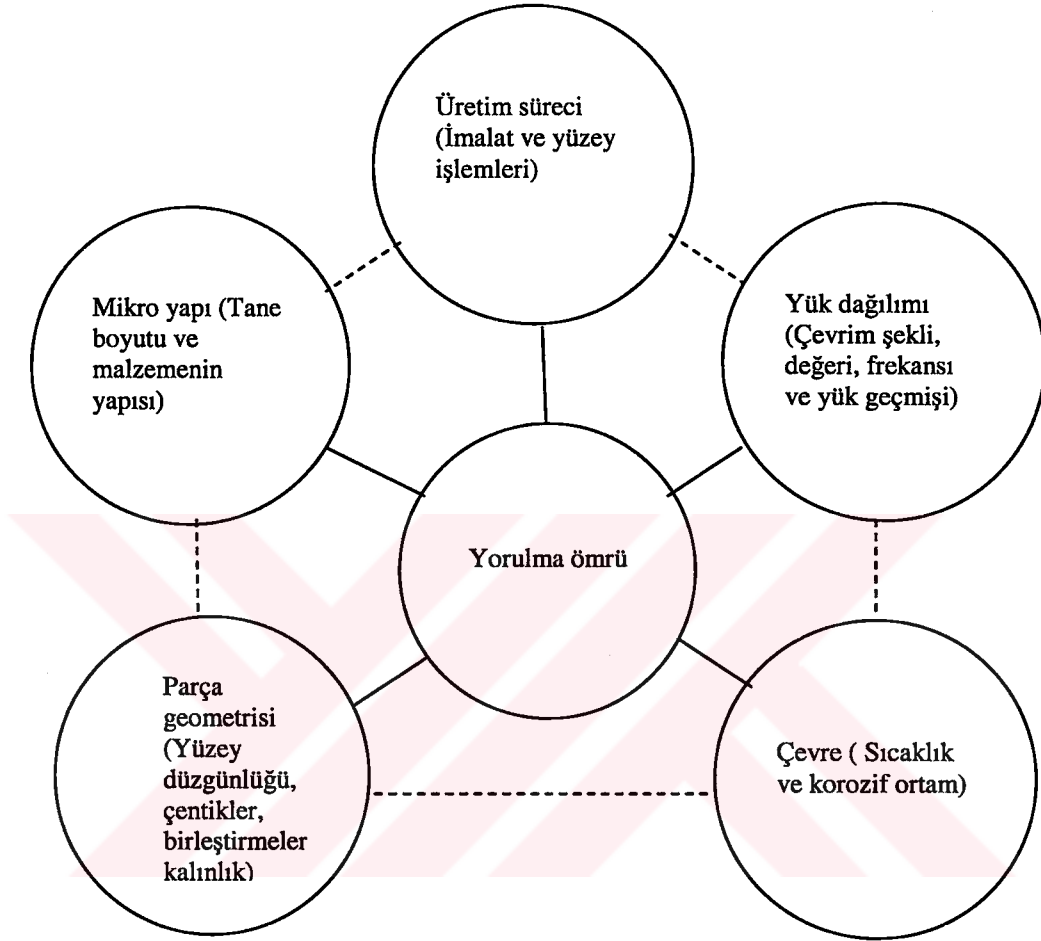 Üretim süreci
(İmalat ve yüzey
işlemleri)
Mikro yapı (Tane
boyutu ve
malzemenin
yapısı)
Yük dağılımı
(Çevrim şekli,
değeri, frekansı
ve yük geçmişi)
Yorulma ömrü
Parça
geometrisi
(Yüzey
düzgünlüğü,
çentikler,
birleştirmeler
kalınlık)
Çevre ( Sıcaklık
ve korozif ortam)